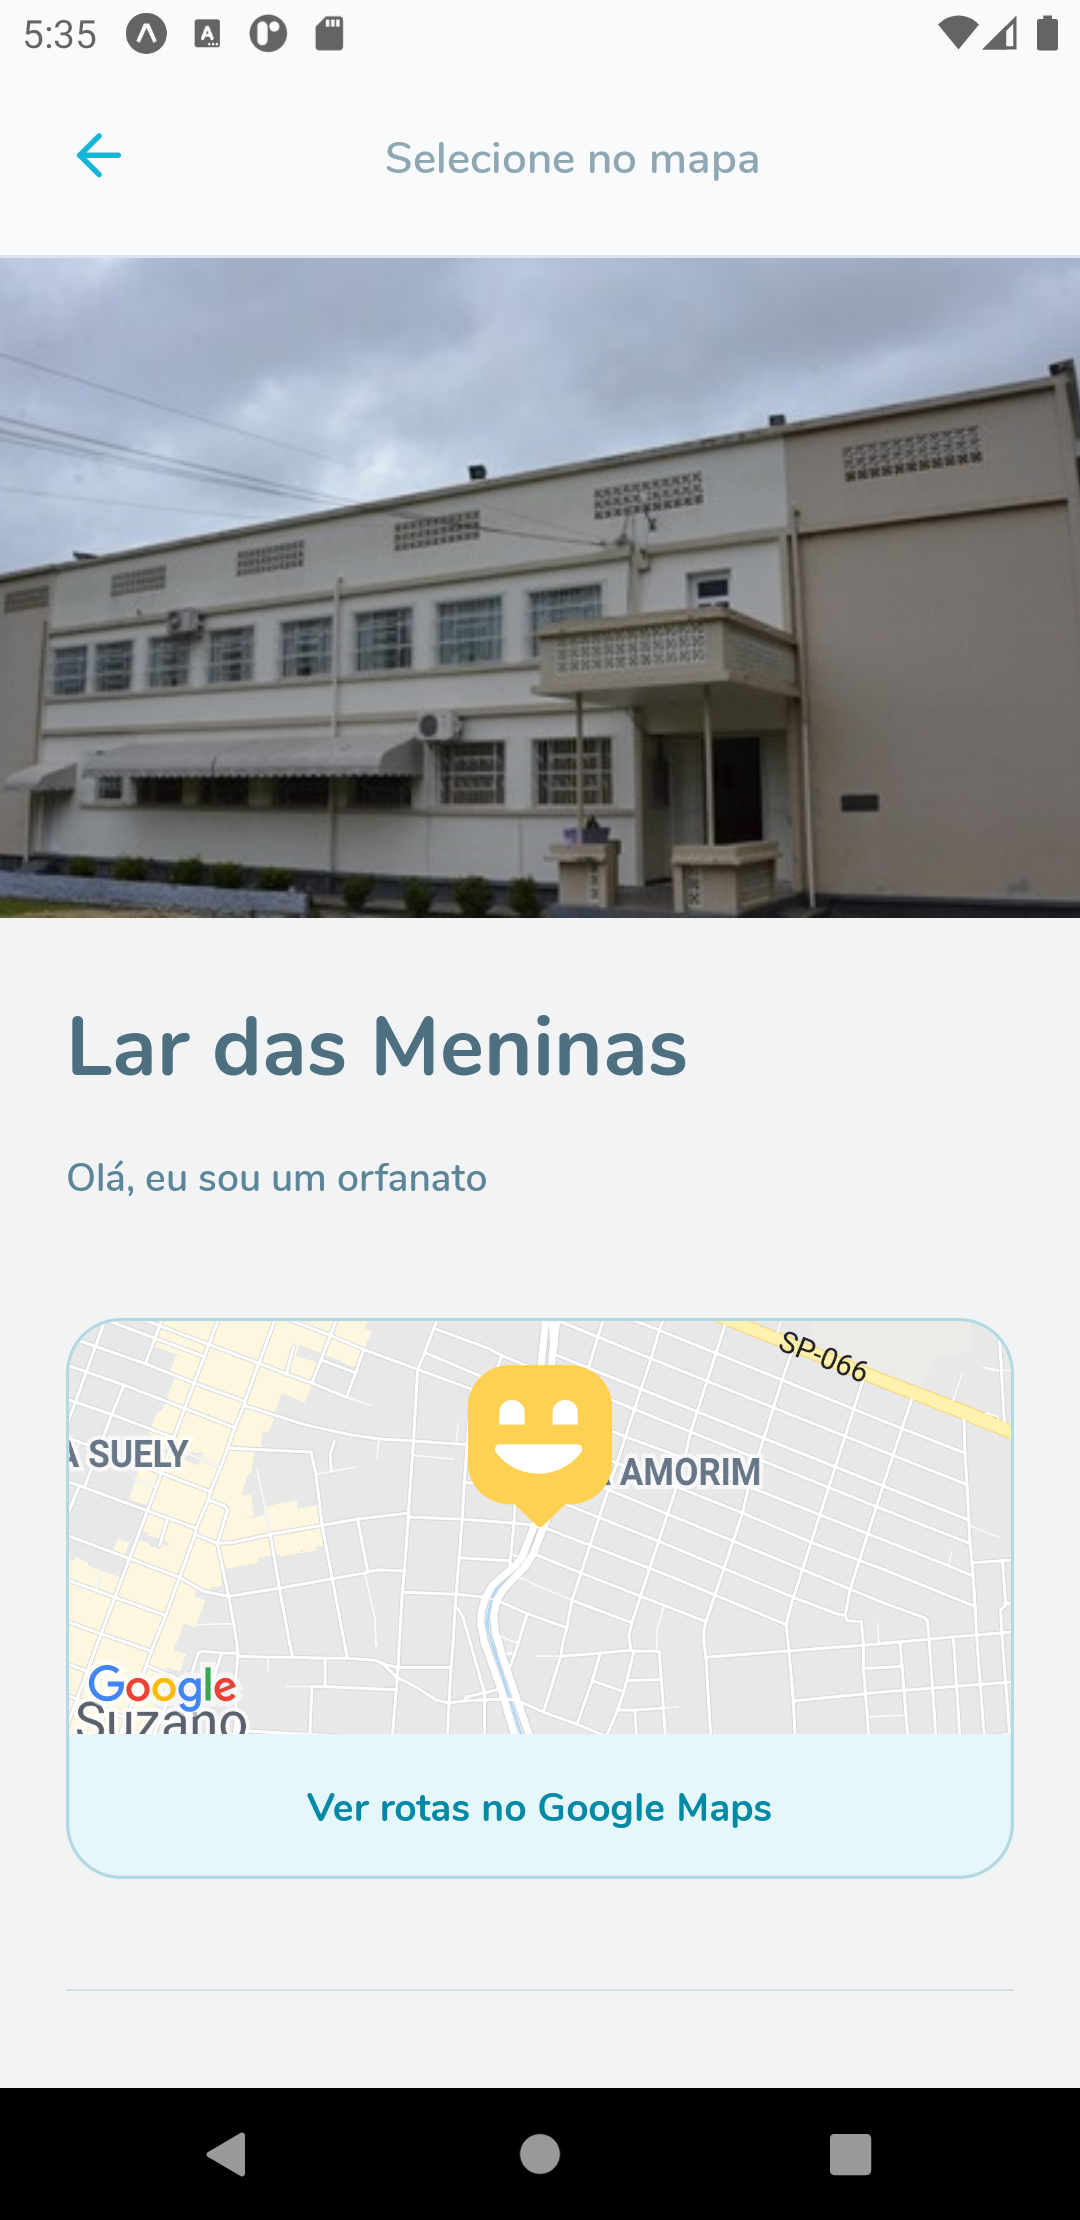 5:35
Selecione no mapa
Lar das Meninas
Olá, eu sou um orfanato
SP-066
A SUELY
AMORIM
Google
Suzano
Ver rotas no Google Maps